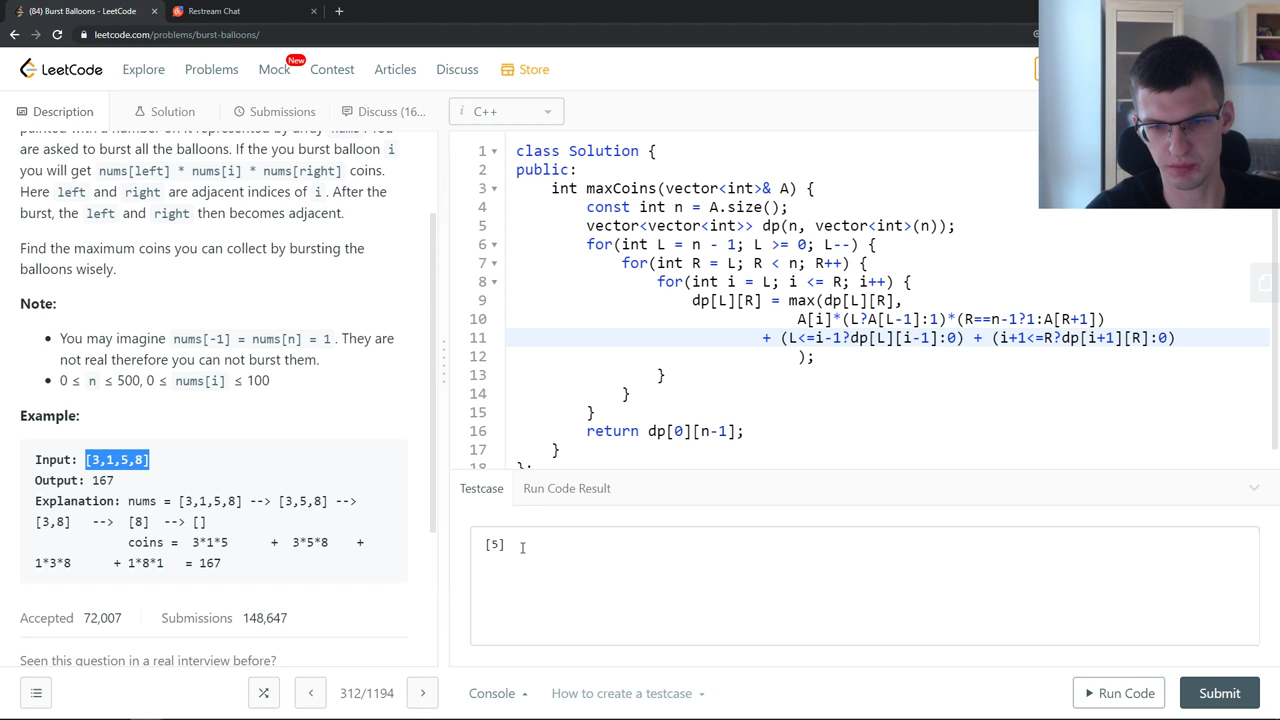 (84) Burst Balloons - LeetCode × Restream Chat × +
leetcode.com/problems/burst-balloons/
LeetCode Explore Problems Mock New Contest Articles Discuss Store
Description Solution Submissions Discuss (16... i C++
painted with a number on it represented by array nums. You
are asked to burst all the balloons. If the you burst balloon i
you will get nums[left] * nums[i] * nums[right] coins.
Here left and right are adjacent indices of i. After the
burst, the left and right then becomes adjacent.
Find the maximum coins you can collect by bursting the
balloons wisely.
Note:
• You may imagine nums[-1] = nums[n] = 1. They are
not real therefore you can not burst them.
• 0 ≤ n ≤ 500, 0 ≤ nums[i] ≤ 100
Example:
Input: [3,1,5,8]
Output: 167
Explanation: nums = [3,1,5,8] --> [3,5,8] -->
[3,8] --> [8] --> []
coins = 3*1*5 + 3*5*8 +
1*3*8 + 1*8*1 = 167
Accepted 72,007 Submissions 148,647
Seen this question in a real interview before?
312/1194
1 class Solution {
2 public:
3 int maxCoins(vector<int>& A) {
4 const int n = A.size();
5 vector<vector<int>> dp(n, vector<int>(n));
6 for(int L = n - 1; L >= 0; L--) {
7 for(int R = L; R < n; R++) {
8 for(int i = L; i <= R; i++) {
9 dp[L][R] = max(dp[L][R],
10 A[i]*(L?A[L-1]:1)*(R==n-1?1:A[R+1])
11 + (L<=i-1?dp[L][i-1]:0) + (i+1<=R?dp[i+1][R]:0)
12 );
13 }
14 }
15 }
16 return dp[0][n-1];
17 }
18 };
Testcase Run Code Result
[5]
Console How to create a testcase Run Code Submit